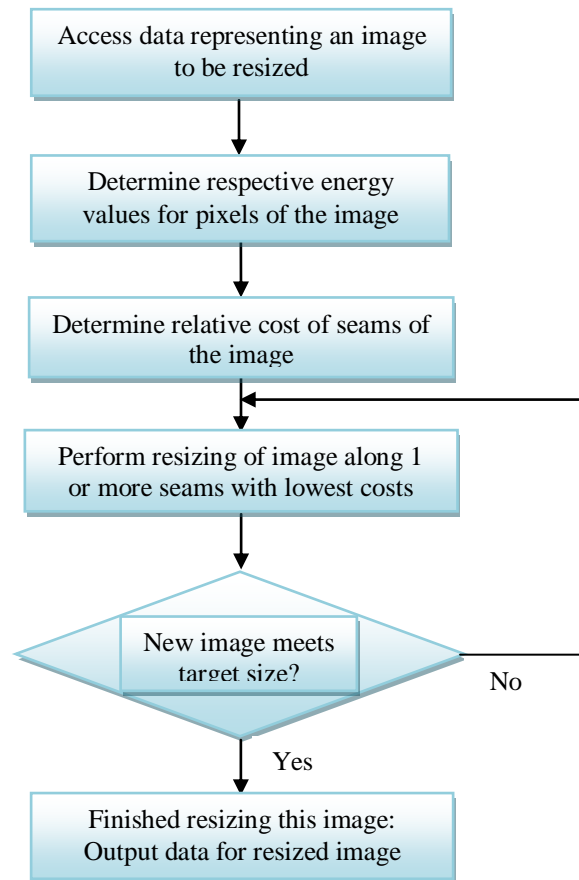 Access data representing an image
to be resized
Determine respective energy
values for pixels of the image
Determine relative cost of seams of
the image
Perform resizing of image along 1
or more seams with lowest costs
New image meets
target size?
No
Yes
Finished resizing this image:
Output data for resized image